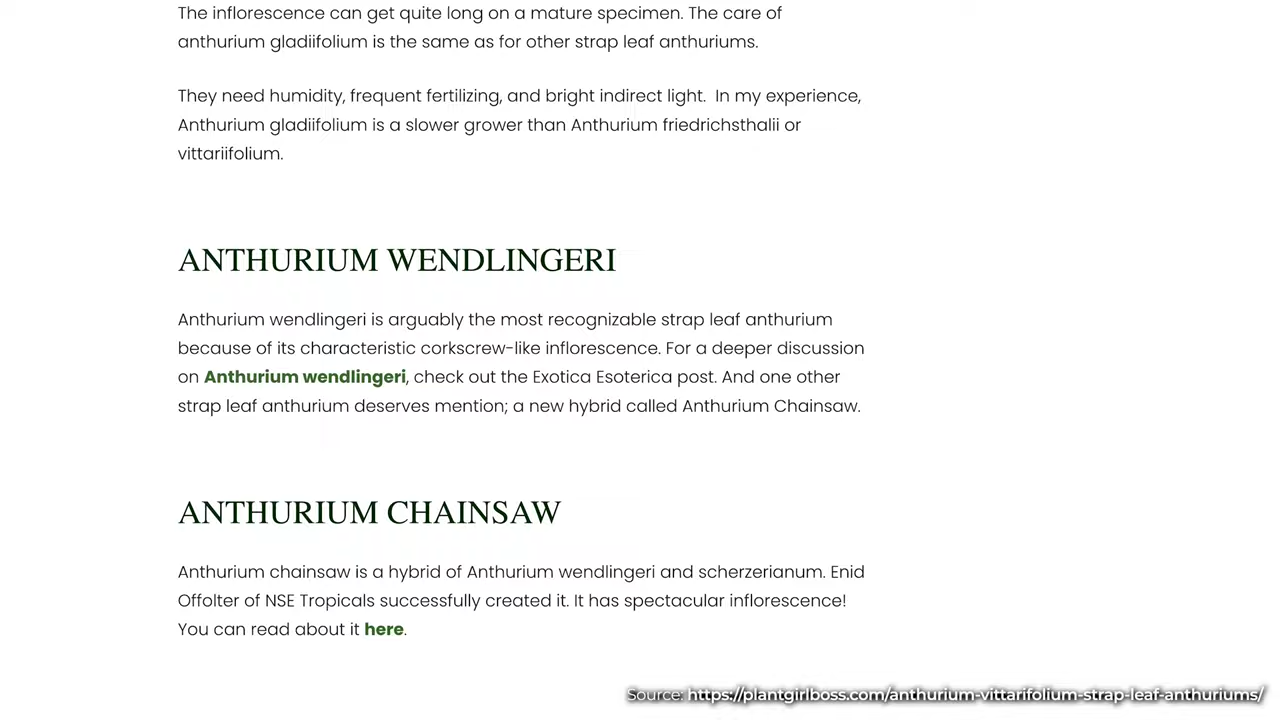 The inflorescence can get quite long on a mature specimen. The care of
anthurium gladiifolium is the same as for other strap leaf anthuriums.
They need humidity, frequent fertilizing, and bright indirect light.  In my experience,
Anthurium gladiifolium is a slower grower than Anthurium friedrichsthalii or
vittariifolium.
ANTHURIUM WENDLINGERI
Anthurium wendlingeri is arguably the most recognizable strap leaf anthurium
because of its characteristic corkscrew-like inflorescence. For a deeper discussion
on Anthurium wendlingeri, check out the Exotica Esoterica post. And one other
strap leaf anthurium deserves mention; a new hybrid called Anthurium Chainsaw.
ANTHURIUM CHAINSAW
Anthurium chainsaw is a hybrid of Anthurium wendlingeri and scherzerianum. Enid
Offolter of NSE Tropicals successfully created it. It has spectacular inflorescence!
You can read about it here.
Source: https://plantgirlboss.com/anthurium-vittarifolium-strap-leaf-anthuriums/